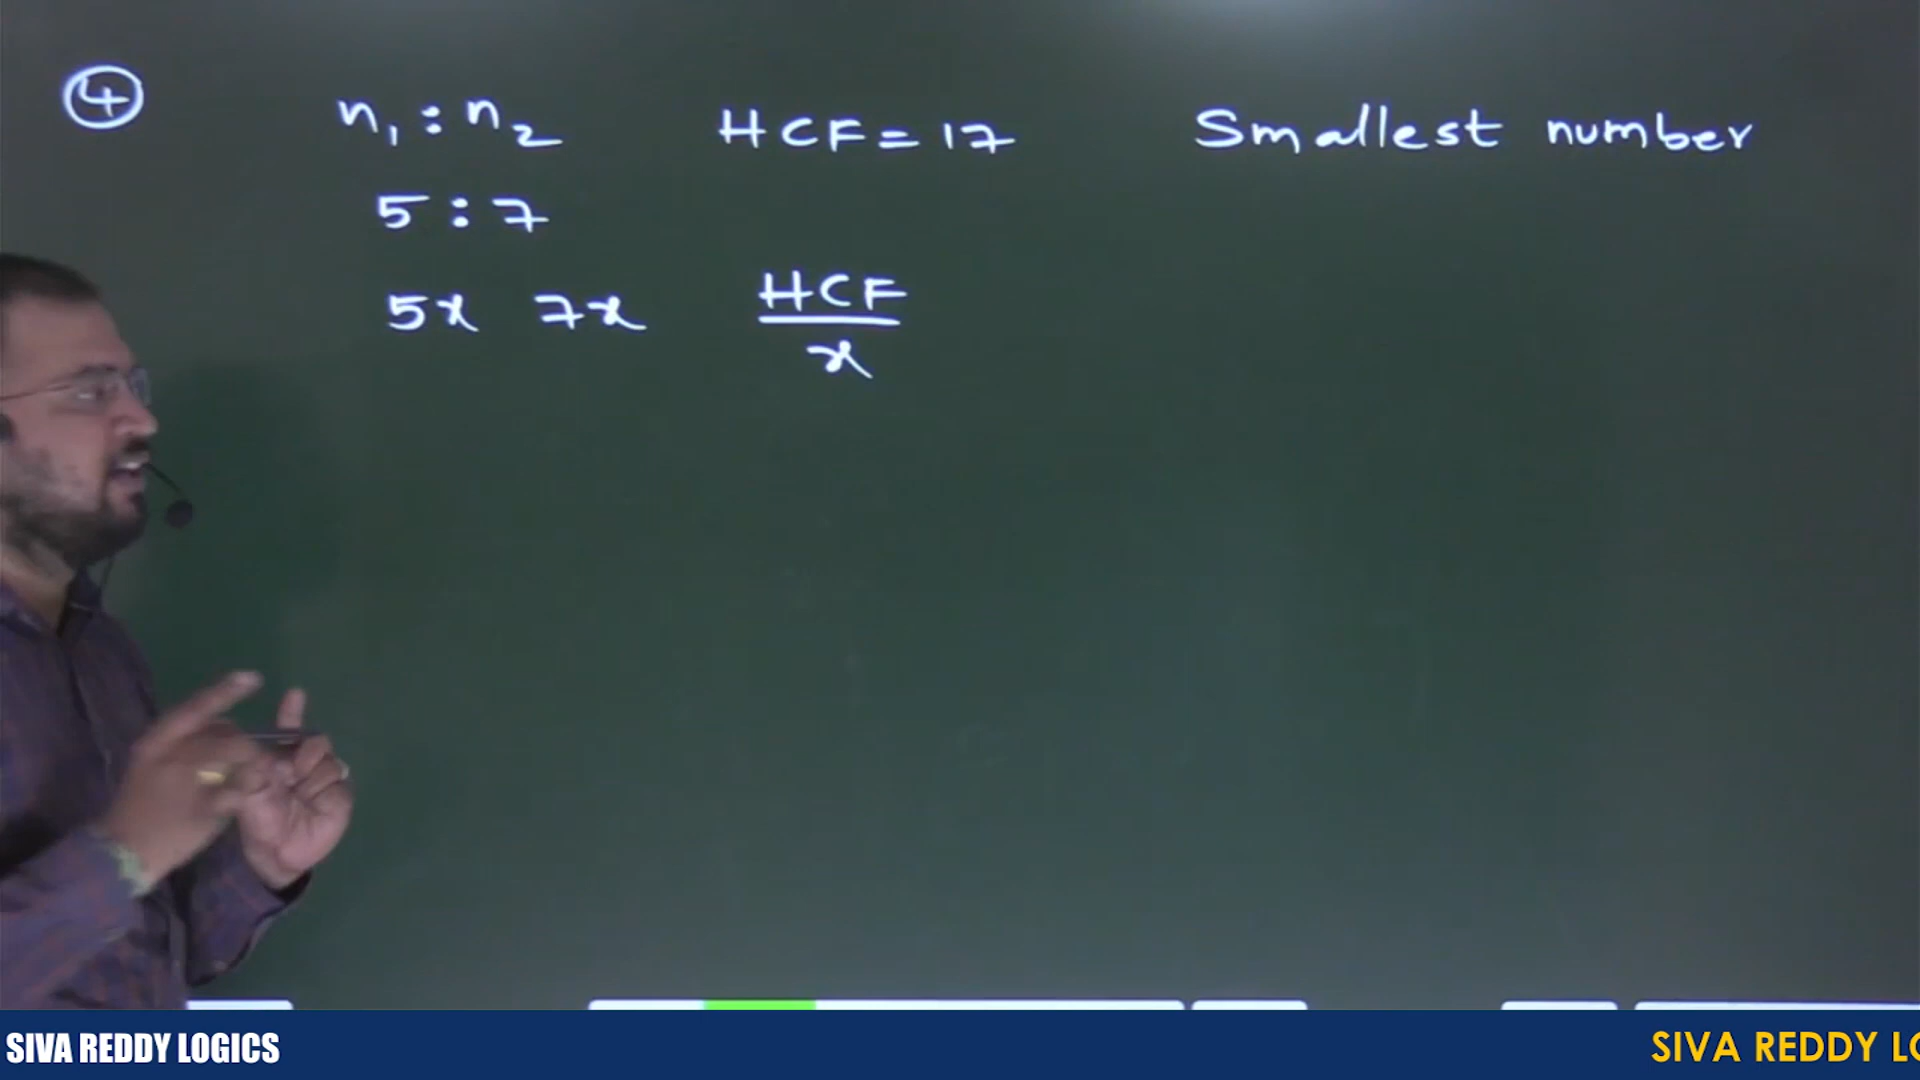 ④ n₁ : n₂ HCF = 17 Smallest number
5 : 7
5x 7x HCF/x
SIVA REDDY LOGICS SIVA REDDY LO